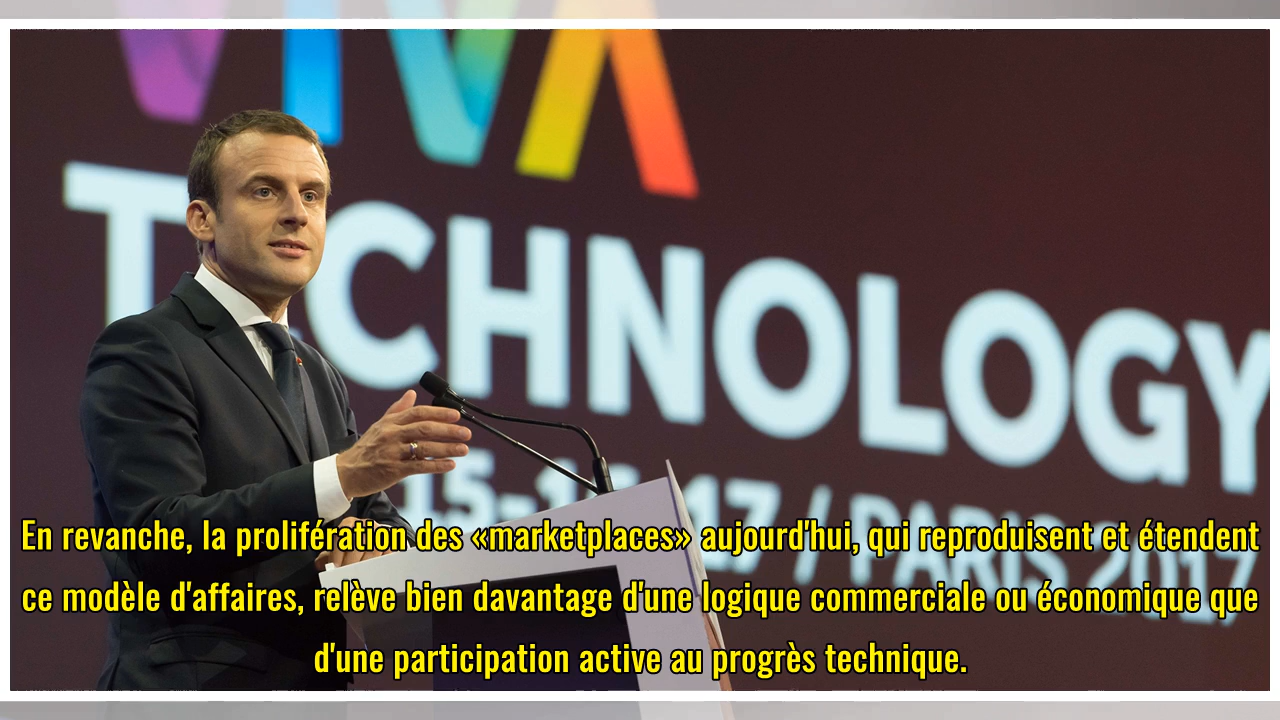 VIVA
TECHNOLOGY
17 / PARIS 2017
En revanche, la prolifération des «marketplaces» aujourd'hui, qui reproduisent et étendent
ce modèle d'affaires, relève bien davantage d'une logique commerciale ou économique que
d'une participation active au progrès technique.